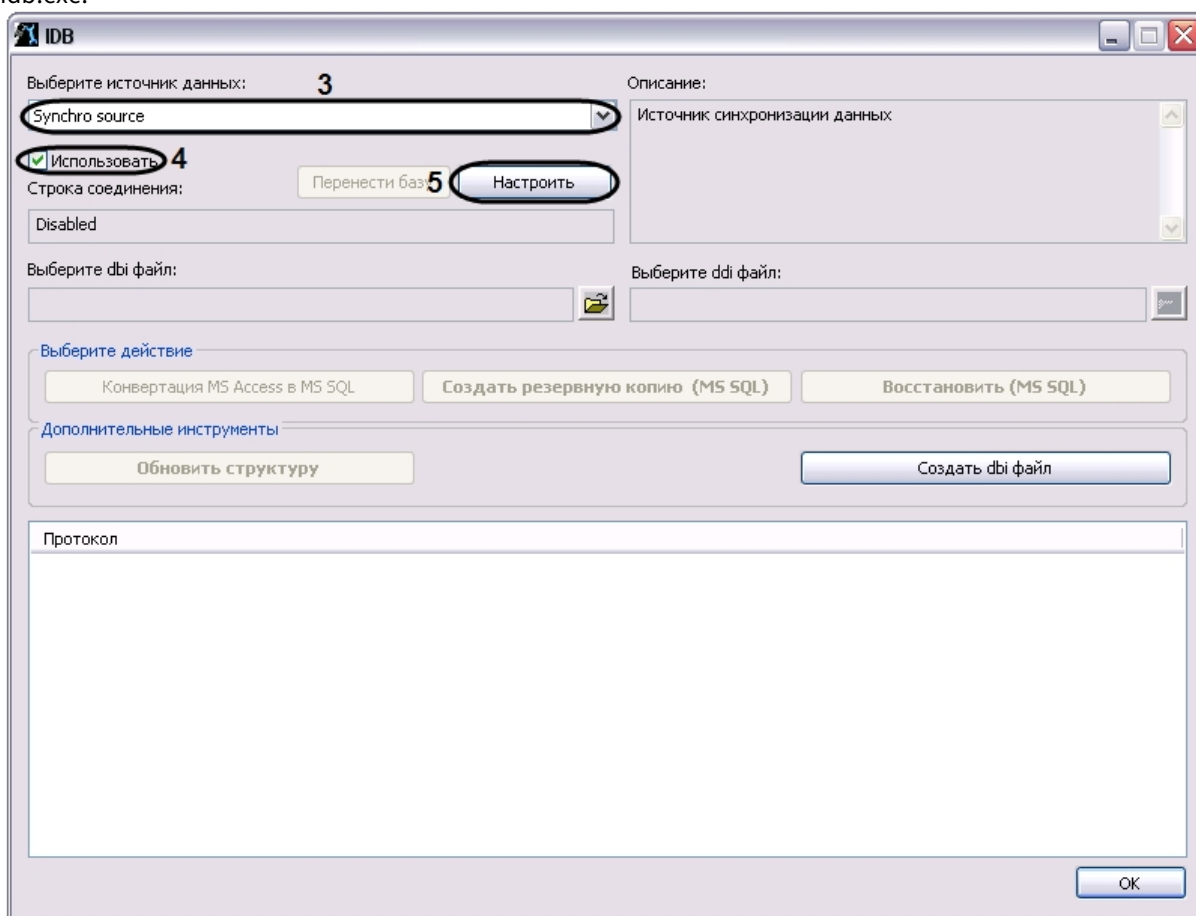 idb.exe.
IDB
Выберите источник данных:
3
Описание:
Synchro source
Источник синхронизации данных
Использовать
4
Строка соединения:
Перенести базу
5
Настроить
Disabled
Выберите dbi файл:
Выберите ddi файл:
Выберите действие
Конвертация MS Access в MS SQL
Создать резервную копию (MS SQL)
Восстановить (MS SQL)
Дополнительные инструменты
Обновить структуру
Создать dbi файл
Протокол
OK